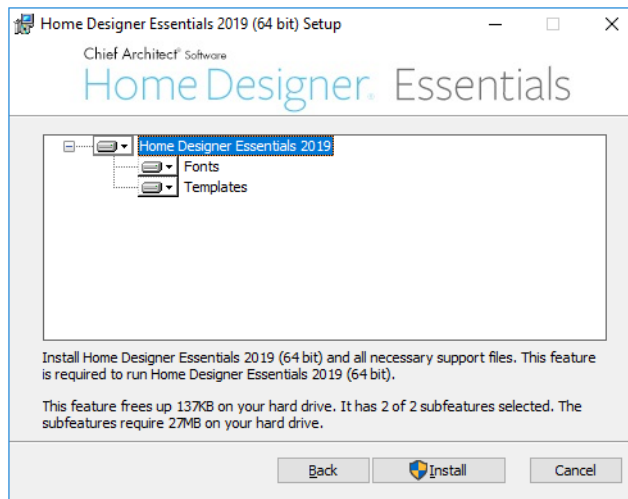 Home Designer Essentials 2019 (64 bit) Setup
Chief Architect® Software
Home Designer® Essentials
Home Designer Essentials 2019
Fonts
Templates
Install Home Designer Essentials 2019 (64 bit) and all necessary support files. This feature
is required to run Home Designer Essentials 2019 (64 bit).
This feature frees up 137KB on your hard drive. It has 2 of 2 subfeatures selected. The
subfeatures require 27MB on your hard drive.
Back Install Cancel